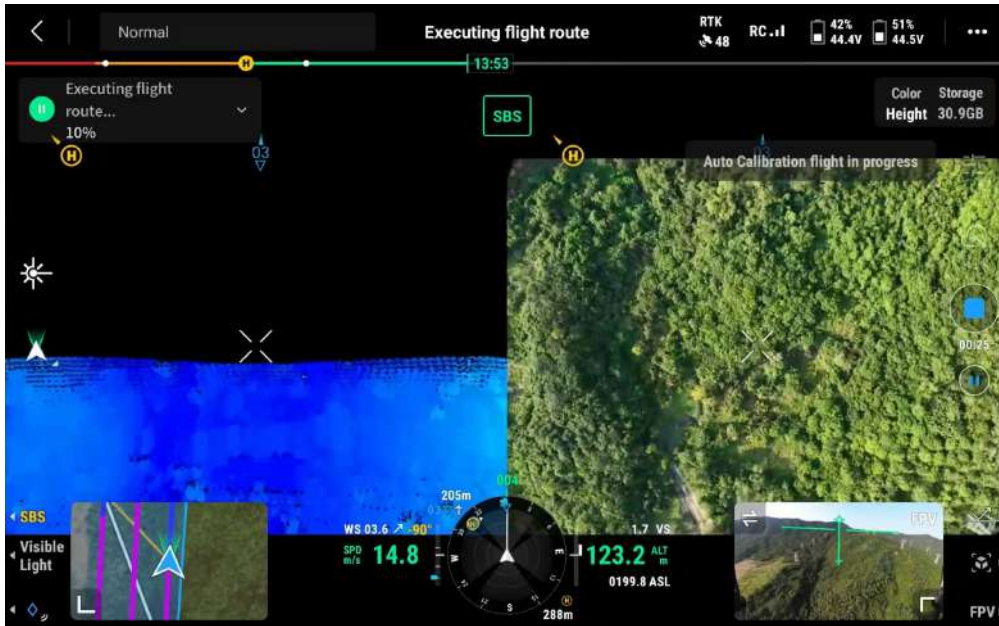 Normal
Executing flight route
RTK
48
RC
42%
44.4V
51%
44.5V
H
13:53
Executing flight
route...
10%
SBS
Color Storage
Height 30.9GB
H
03
H
03
Auto Calibration flight in progress
00:25
004
205m
SBS
WS 03.6 -90°
1.7 VS
FPV
Visible
Light
SPD
m/s
14.8
W
E
S
123.2 ALT
m
0199.8 ASL
H
288m
FPV